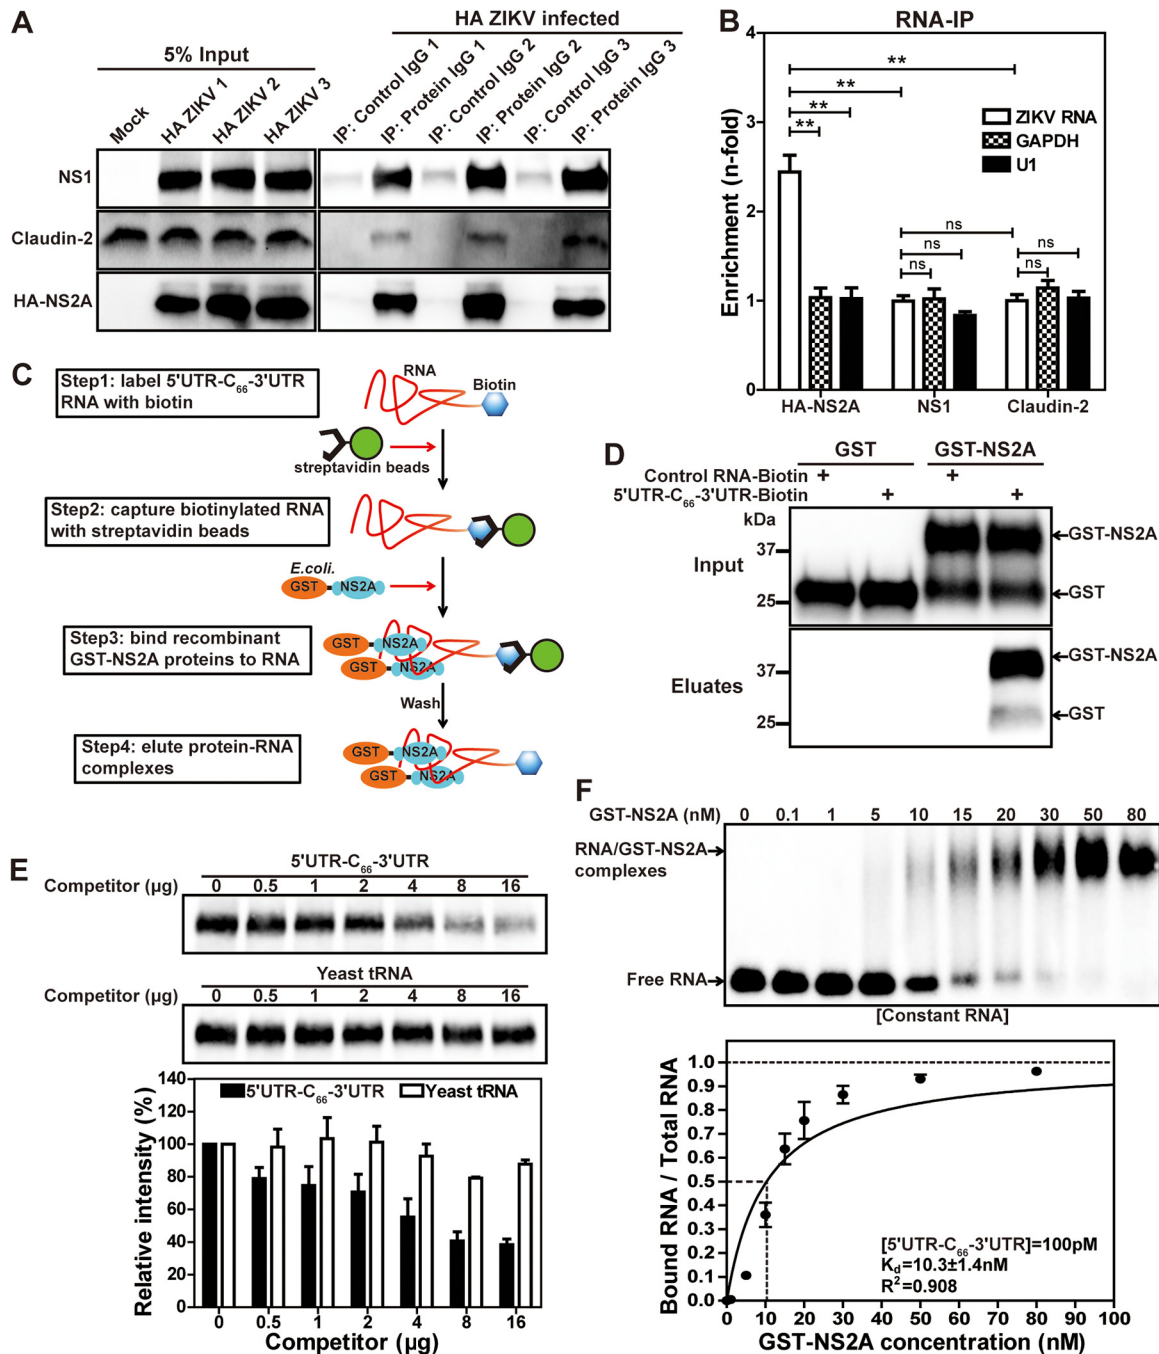 A
HA ZIKV infected
5% Input
Mock
HA ZIKV 1
HA ZIKV 2
HA ZIKV 3
IP: Control IgG 1
IP: Protein IgG 1
IP: Control IgG 2
IP: Protein IgG 2
IP: Control IgG 3
IP: Protein IgG 3
NS1
Claudin-2
HA-NS2A
B
RNA-IP
Enrichment (n-fold)
4
3
2
1
0
**
**
**
**
ns
ns
ns
ns
ns
ZIKV RNA
GAPDH
U1
HA-NS2A
NS1
Claudin-2
C
Step1: label 5'UTR-C66-3'UTR
RNA with biotin
RNA
Biotin
streptavidin beads
Step2: capture biotinylated RNA
with streptavidin beads
E.coli.
GST
NS2A
Step3: bind recombinant
GST-NS2A proteins to RNA
GST
NS2A
GST
NS2A
Wash
Step4: elute protein-RNA
complexes
GST
NS2A
GST
NS2A
D
GST
GST-NS2A
Control RNA-Biotin + +
5'UTR-C66-3'UTR-Biotin + +
kDa
37
25
Input
GST-NS2A
GST
37
25
Eluates
GST-NS2A
GST
E
5'UTR-C66-3'UTR
Competitor (μg) 0 0.5 1 2 4 8 16
Yeast tRNA
Competitor (μg) 0 0.5 1 2 4 8 16
Relative intensity (%)
140
120
100
80
60
40
20
0
5'UTR-C66-3'UTR
Yeast tRNA
0 0.5 1 2 4 8 16
Competitor (μg)
F
GST-NS2A (nM) 0 0.1 1 5 10 15 20 30 50 80
RNA/GST-NS2A
complexes
Free RNA
[Constant RNA]
Bound RNA / Total RNA
1.0
0.9
0.8
0.7
0.6
0.5
0.4
0.3
0.2
0.1
0.0
[5'UTR-C66-3'UTR]=100pM
Kd=10.3±1.4nM
R2=0.908
0 10 20 30 40 50 60 70 80 90 100
GST-NS2A concentration (nM)